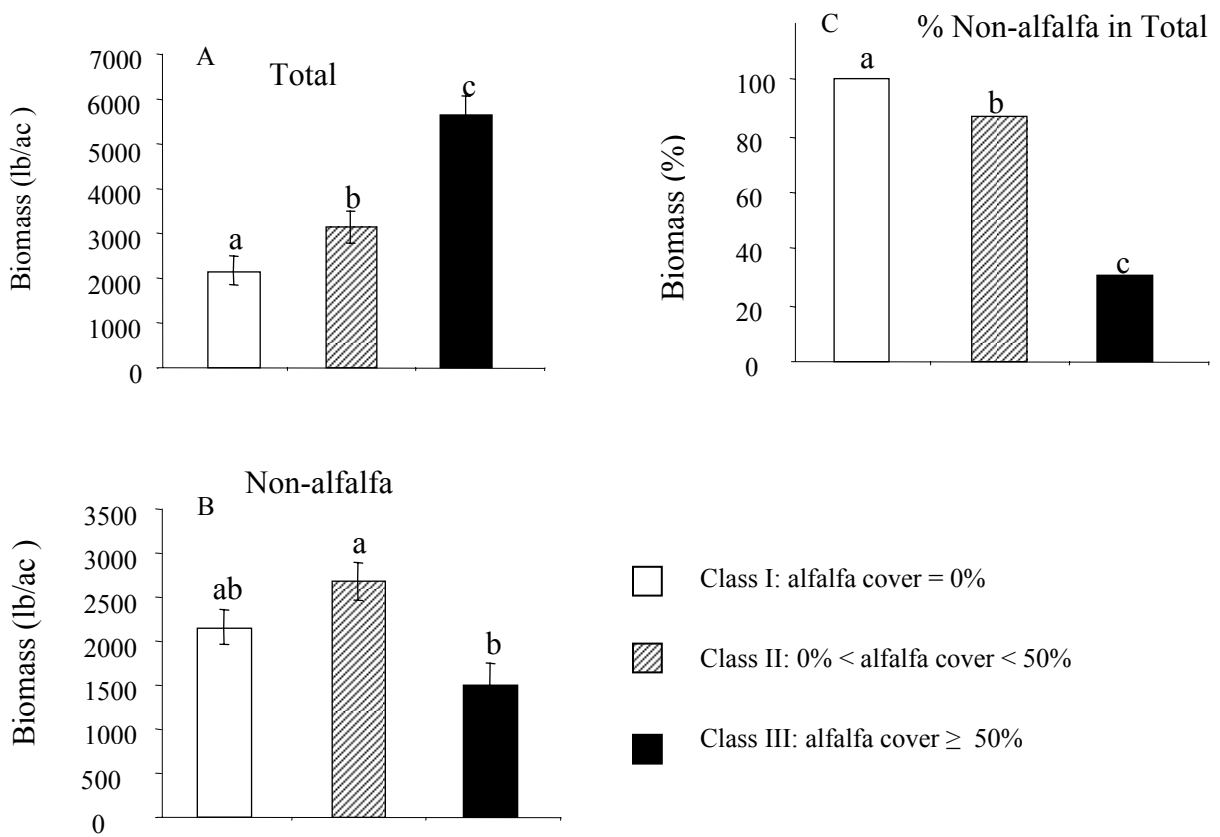 A
Total
Biomass (lb/ac )
7000
6000
5000
4000
3000
2000
1000
0
a
b
c
C
% Non-alfalfa in Total
Biomass (%)
100
80
60
40
20
0
a
b
c
B
Non-alfalfa
Biomass (lb/ac )
3500
3000
2500
2000
1500
1000
500
0
ab
a
b
Class I: alfalfa cover = 0%
Class II: 0% < alfalfa cover < 50%
Class III: alfalfa cover ≥ 50%